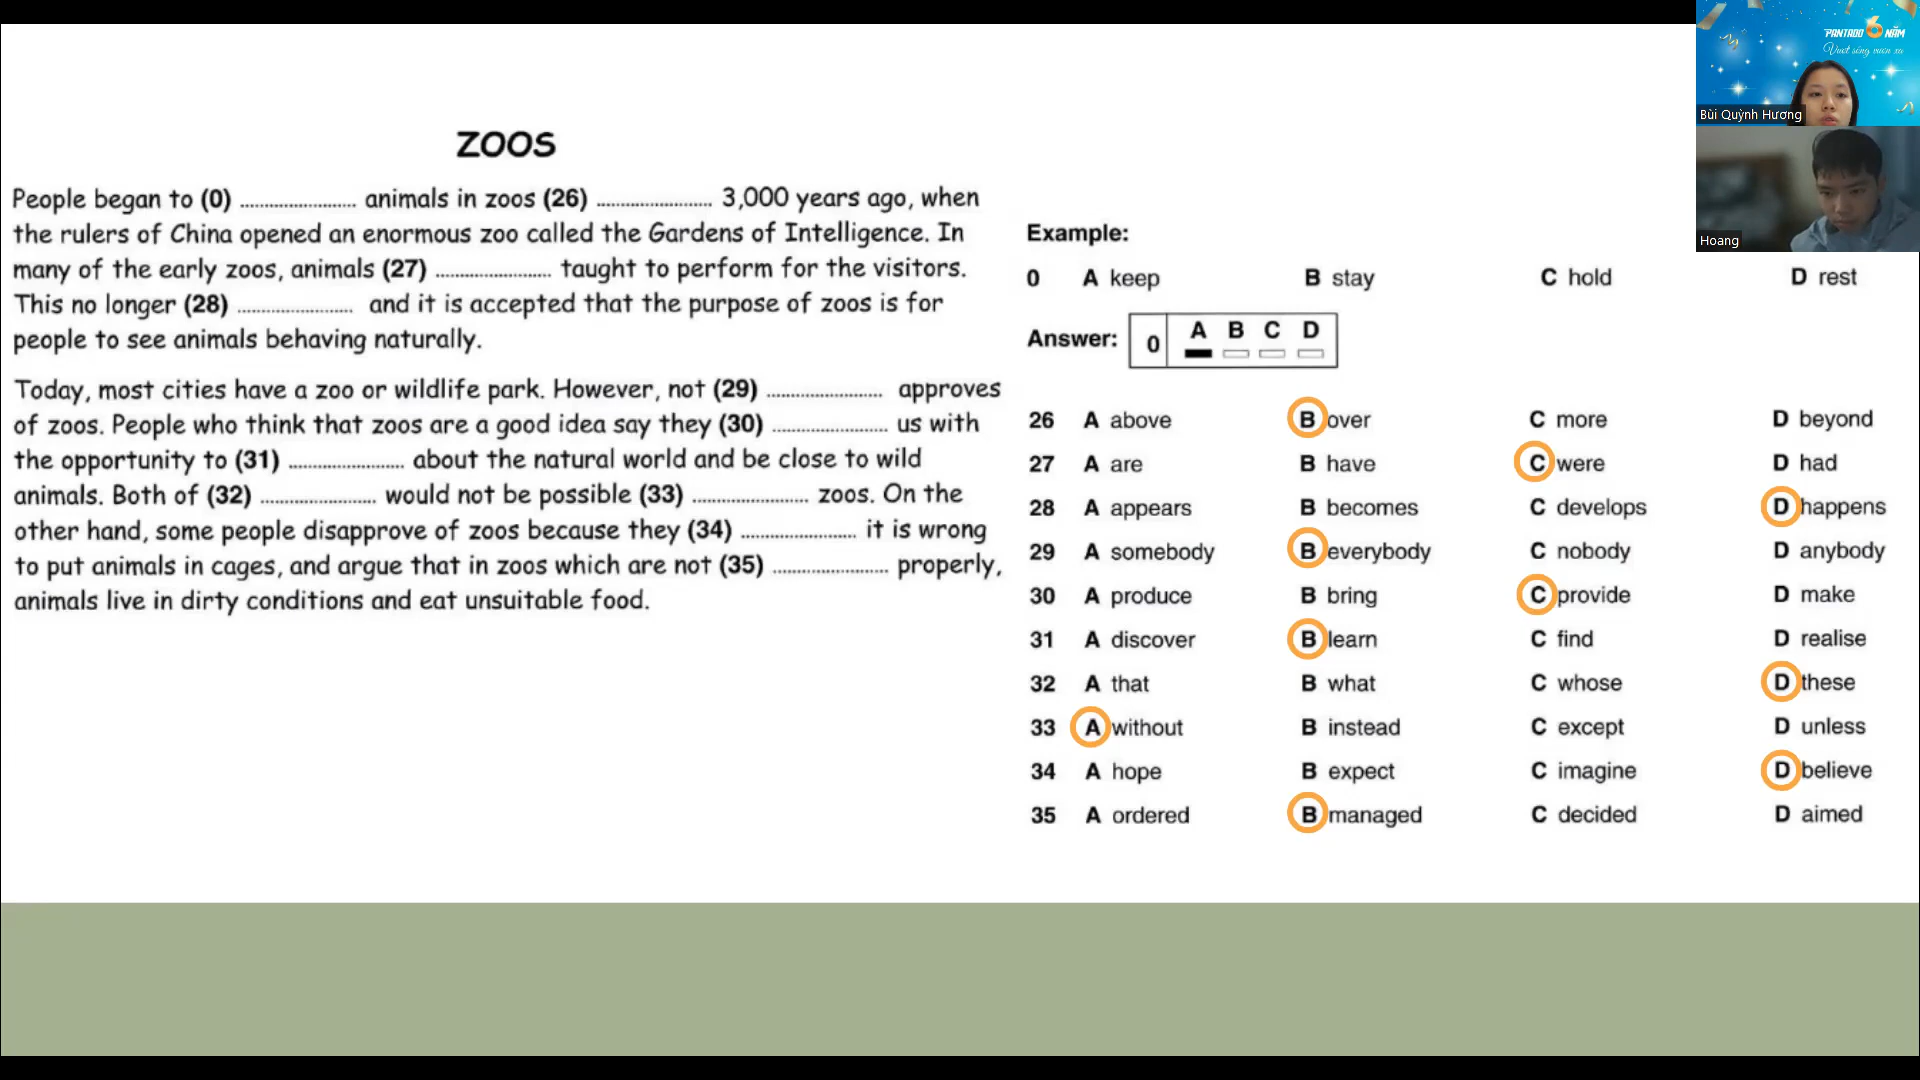 PANTADO 6 NĂM
Vượt sóng vươn xa
Bùi Quỳnh Hương
Hoang
ZOOS
People began to (0) .................... animals in zoos (26) .................... 3,000 years ago, when
the rulers of China opened an enormous zoo called the Gardens of Intelligence. In
many of the early zoos, animals (27) .................... taught to perform for the visitors.
This no longer (28) .................... and it is accepted that the purpose of zoos is for
people to see animals behaving naturally.
Today, most cities have a zoo or wildlife park. However, not (29) .................... approves
of zoos. People who think that zoos are a good idea say they (30) .................... us with
the opportunity to (31) .................... about the natural world and be close to wild
animals. Both of (32) .................... would not be possible (33) .................... zoos. On the
other hand, some people disapprove of zoos because they (34) .................... it is wrong
to put animals in cages, and argue that in zoos which are not (35) .................... properly,
animals live in dirty conditions and eat unsuitable food.
Example:
0 A keep B stay C hold D rest
Answer: 0 A B C D
26 A above B over C more D beyond
27 A are B have C were D had
28 A appears B becomes C develops D happens
29 A somebody B everybody C nobody D anybody
30 A produce B bring C provide D make
31 A discover B learn C find D realise
32 A that B what C whose D these
33 A without B instead C except D unless
34 A hope B expect C imagine D believe
35 A ordered B managed C decided D aimed